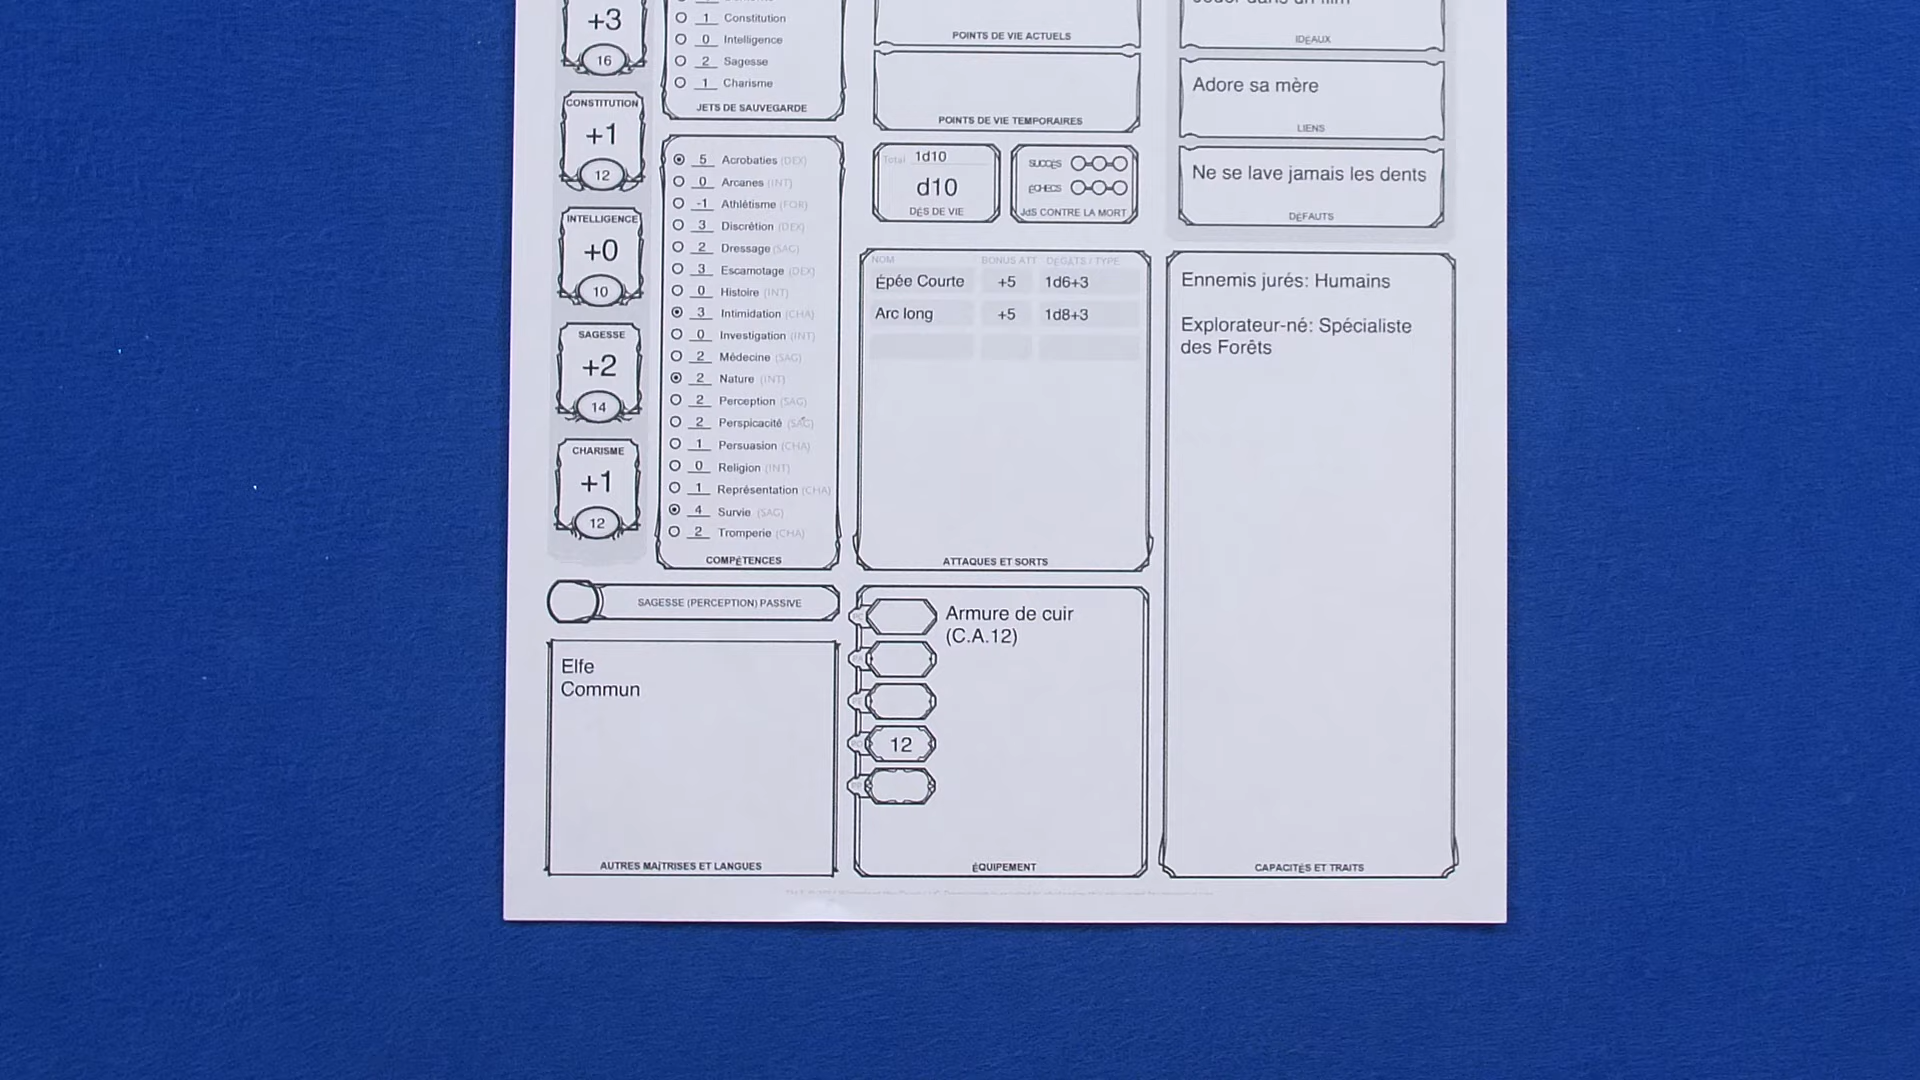 +3
16
CONSTITUTION
+1
12
INTELLIGENCE
+0
10
SAGESSE
+2
14
CHARISME
+1
12
1 Constitution
0 Intelligence
2 Sagesse
1 Charisme
JETS DE SAUVEGARDE
5 Acrobaties (DEX)
0 Arcanes (INT)
-1 Athlétisme (FOR)
3 Discrétion (DEX)
2 Dressage (SAG)
3 Escamotage (DEX)
0 Histoire (INT)
3 Intimidation (CHA)
0 Investigation (INT)
2 Médecine (SAG)
2 Nature (INT)
2 Perception (SAG)
2 Perspicacité (SAG)
1 Persuasion (CHA)
0 Religion (INT)
1 Représentation (CHA)
4 Survie (SAG)
2 Tromperie (CHA)
COMPÉTENCES
SAGESSE (PERCEPTION) PASSIVE
Elfe
Commun
AUTRES MAÎTRISES ET LANGUES
POINTS DE VIE ACTUELS
POINTS DE VIE TEMPORAIRES
Total 1d10
d10
DÉS DE VIE
SUCCÈS
ÉCHECS
JdS CONTRE LA MORT
NOM BONUS ATT DÉGÂTS / TYPE
Épée Courte +5 1d6+3
Arc long +5 1d8+3
ATTAQUES ET SORTS
Armure de cuir
(C.A.12)
12
ÉQUIPEMENT
Jouer dans un film
IDÉAUX
Adore sa mère
LIENS
Ne se lave jamais les dents
DÉFAUTS
Ennemis jurés: Humains
Explorateur-né: Spécialiste
des Forêts
CAPACITÉS ET TRAITS